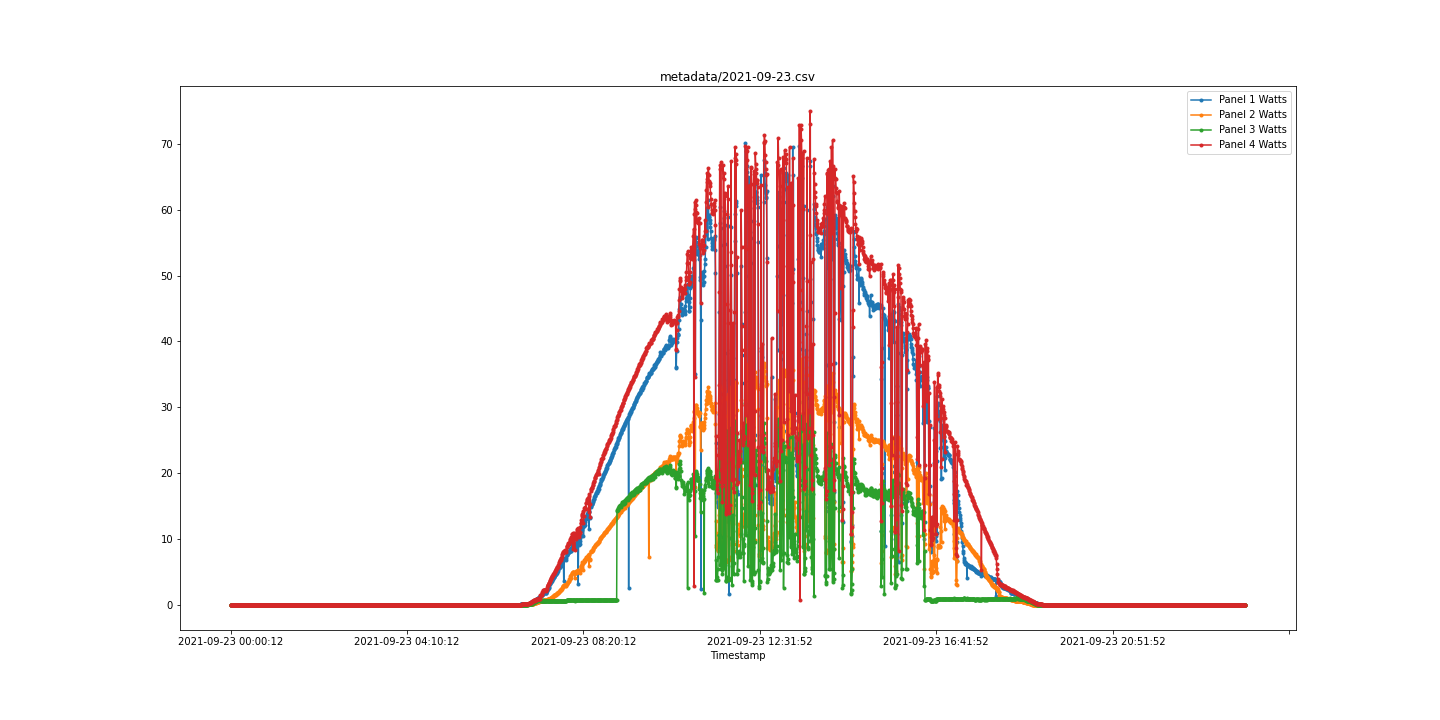 metadata/2021-09-23.csv
Panel 1 Watts
Panel 2 Watts
Panel 3 Watts
Panel 4 Watts
70
60
50
40
30
20
10
0
2021-09-23 00:00:12 2021-09-23 04:10:12 2021-09-23 08:20:12 2021-09-23 12:31:52 2021-09-23 16:41:52 2021-09-23 20:51:52
Timestamp